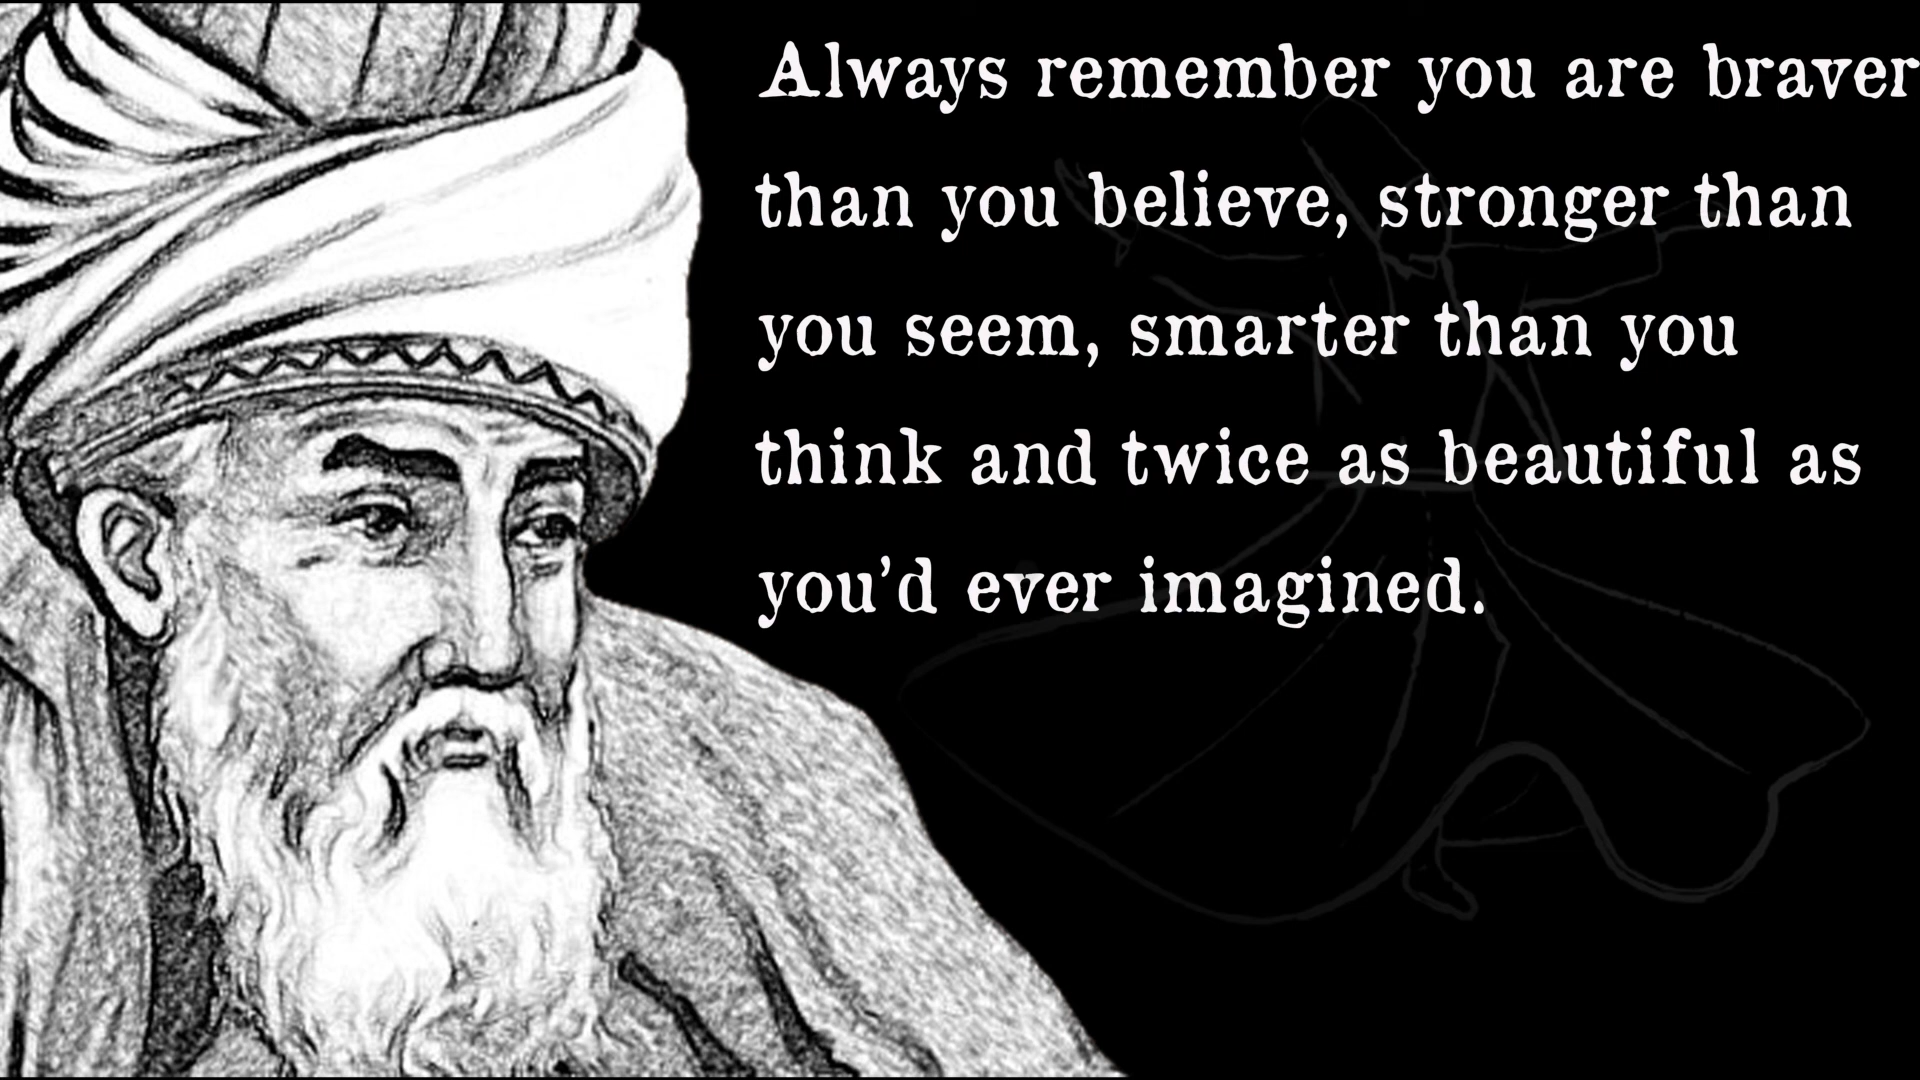 Always remember you are braver
than you believe, stronger than
you seem, smarter than you
think and twice as beautiful as
you’d ever imagined.